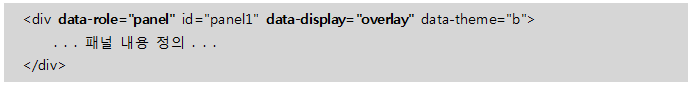 <div data-role="panel" id="panel1" data-display="overlay" data-theme="b">
. . . 패널 내용 정의 . . .
</div>